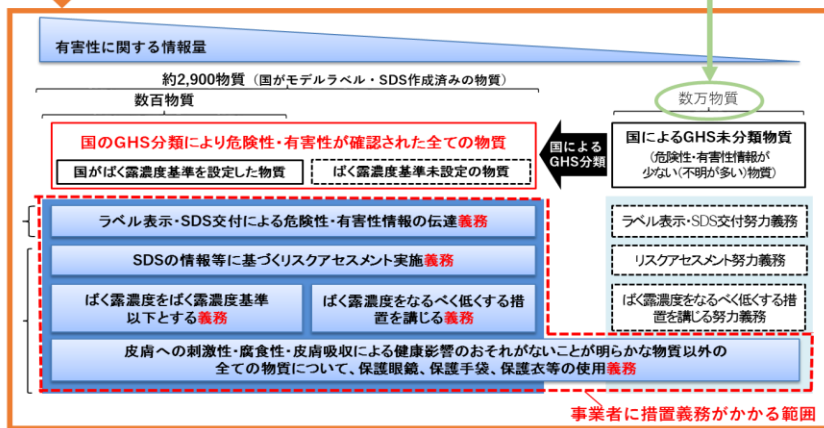 有害性に関する情報量
約2,900物質（国がモデルラベル・SDS作成済みの物質）
数百物質
数万物質
国のGHS分類により危険性・有害性が確認された全ての物質
国がばく露濃度基準を設定した物質
ばく露濃度基準未設定の物質
国による
GHS分類
国によるGHS未分類物質
(危険性・有害性情報が
少ない(不明が多い)物質)
ラベル表示・SDS交付による危険性・有害性情報の伝達義務
ラベル表示・SDS交付努力義務
SDSの情報等に基づくリスクアセスメント実施義務
リスクアセスメント努力義務
ばく露濃度をばく露濃度基準
以下とする義務
ばく露濃度をなるべく低くする措
置を講じる義務
ばく露濃度をなるべく低くする措
置を講じる努力義務
皮膚への刺激性・腐食性・皮膚吸収による健康影響のおそれがないことが明らかな物質以外の
全ての物質について、保護眼鏡、保護手袋、保護衣等の使用義務
事業者に措置義務がかかる範囲